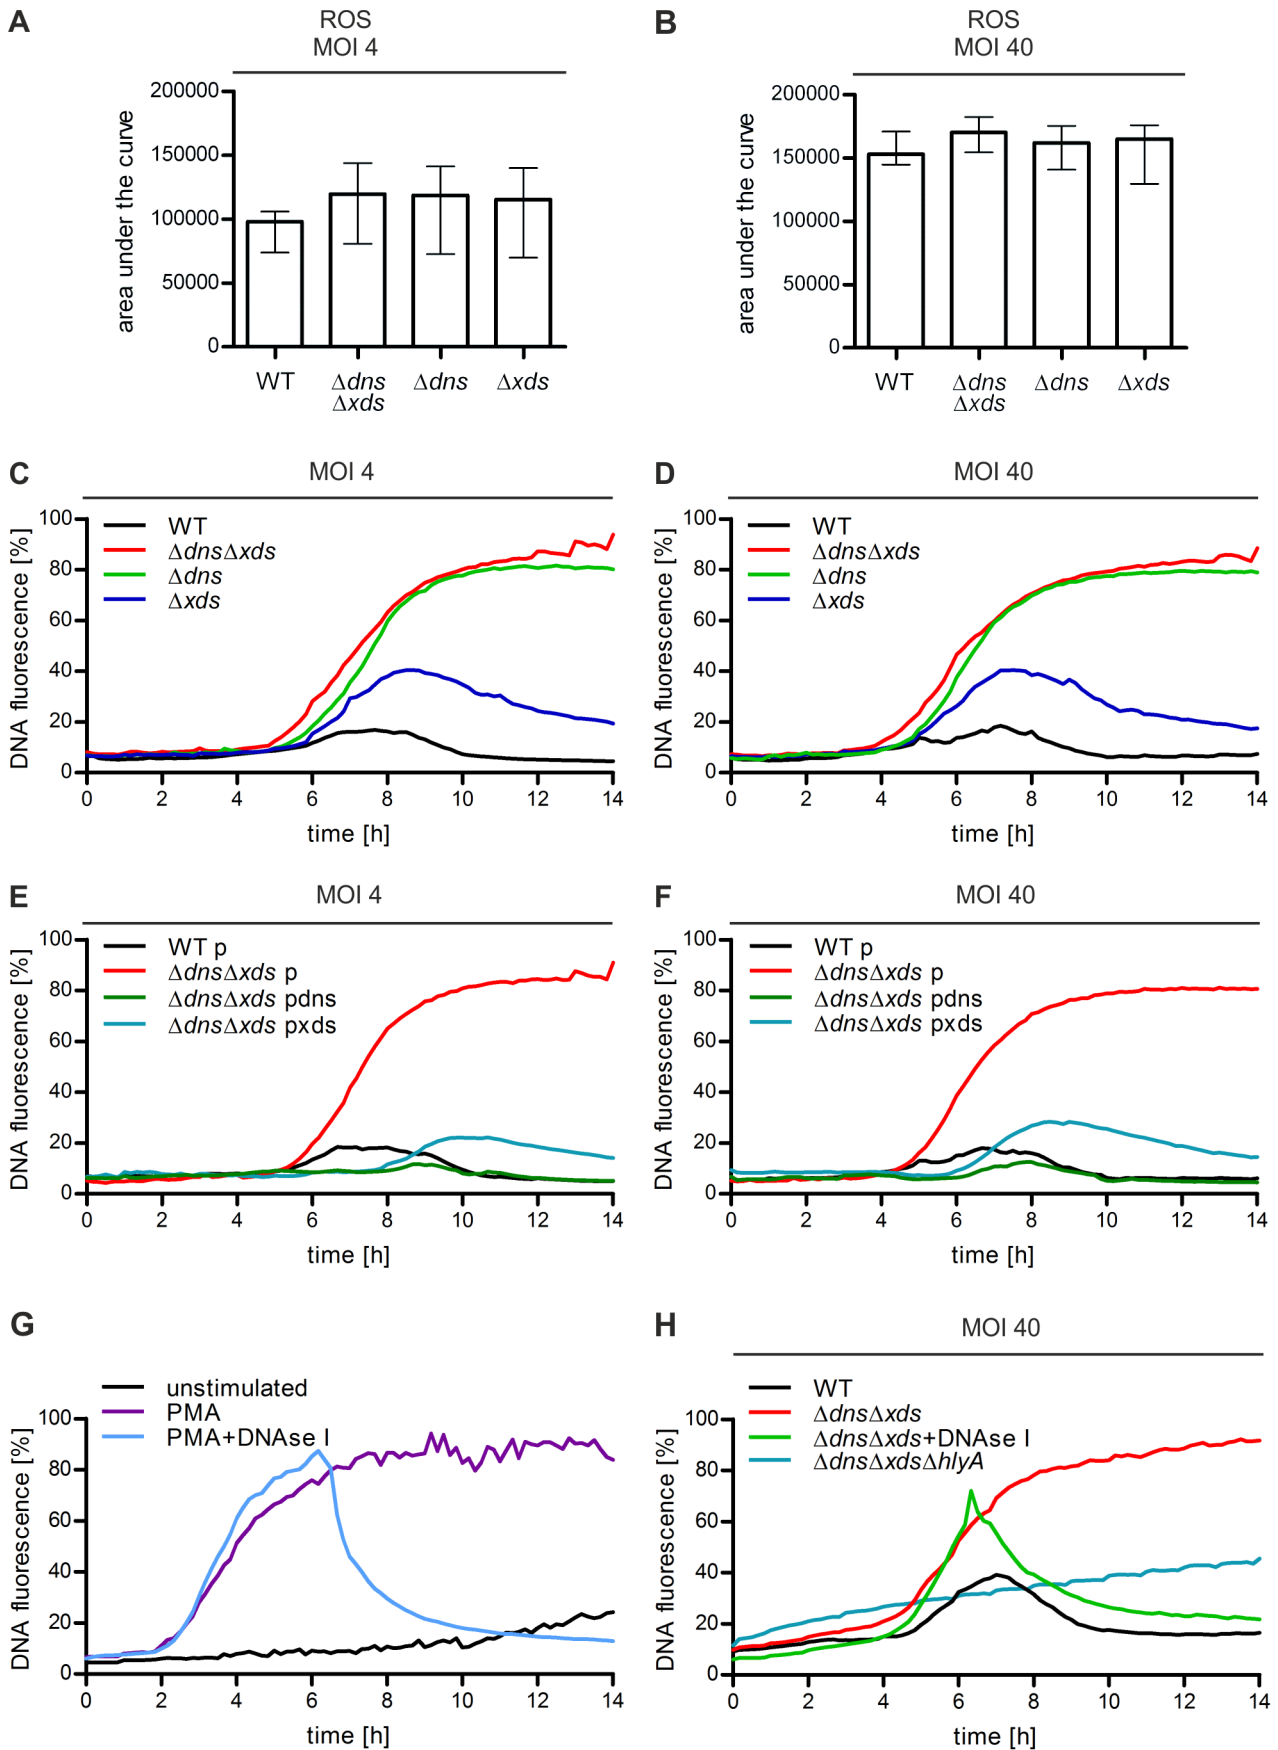 A
ROS
MOI 4
area under the curve
200000
150000
100000
50000
0
WT
Δdns
Δxds
Δdns
Δxds
B
ROS
MOI 40
area under the curve
200000
150000
100000
50000
0
WT
Δdns
Δxds
Δdns
Δxds
C
MOI 4
DNA fluorescence [%]
100
80
60
40
20
0
WT
ΔdnsΔxds
Δdns
Δxds
0 2 4 6 8 10 12 14
time [h]
D
MOI 40
DNA fluorescence [%]
100
80
60
40
20
0
WT
ΔdnsΔxds
Δdns
Δxds
0 2 4 6 8 10 12 14
time [h]
E
MOI 4
DNA fluorescence [%]
100
80
60
40
20
0
WT p
ΔdnsΔxds p
ΔdnsΔxds pdns
ΔdnsΔxds pxds
0 2 4 6 8 10 12 14
time [h]
F
MOI 40
DNA fluorescence [%]
100
80
60
40
20
0
WT p
ΔdnsΔxds p
ΔdnsΔxds pdns
ΔdnsΔxds pxds
0 2 4 6 8 10 12 14
time [h]
G
unstimulated
PMA
PMA+DNAse I
DNA fluorescence [%]
100
80
60
40
20
0
0 2 4 6 8 10 12 14
time [h]
H
MOI 40
WT
ΔdnsΔxds
ΔdnsΔxds+DNAse I
ΔdnsΔxdsΔhlyA
DNA fluorescence [%]
100
80
60
40
20
0
0 2 4 6 8 10 12 14
time [h]